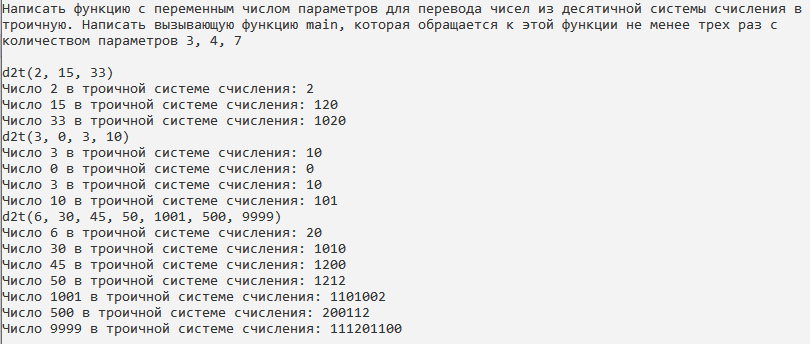 Написать функцию с переменным числом параметров для перевода чисел из десятичной системы счисления в
троичную. Написать вызывающую функцию main, которая обращается к этой функции не менее трех раз с
количеством параметров 3, 4, 7
d2t(2, 15, 33)
Число 2 в троичной системе счисления: 2
Число 15 в троичной системе счисления: 120
Число 33 в троичной системе счисления: 1020
d2t(3, 0, 3, 10)
Число 3 в троичной системе счисления: 10
Число 0 в троичной системе счисления: 0
Число 3 в троичной системе счисления: 10
Число 10 в троичной системе счисления: 101
d2t(6, 30, 45, 50, 1001, 500, 9999)
Число 6 в троичной системе счисления: 20
Число 30 в троичной системе счисления: 1010
Число 45 в троичной системе счисления: 1200
Число 50 в троичной системе счисления: 1212
Число 1001 в троичной системе счисления: 1101002
Число 500 в троичной системе счисления: 200112
Число 9999 в троичной системе счисления: 111201100